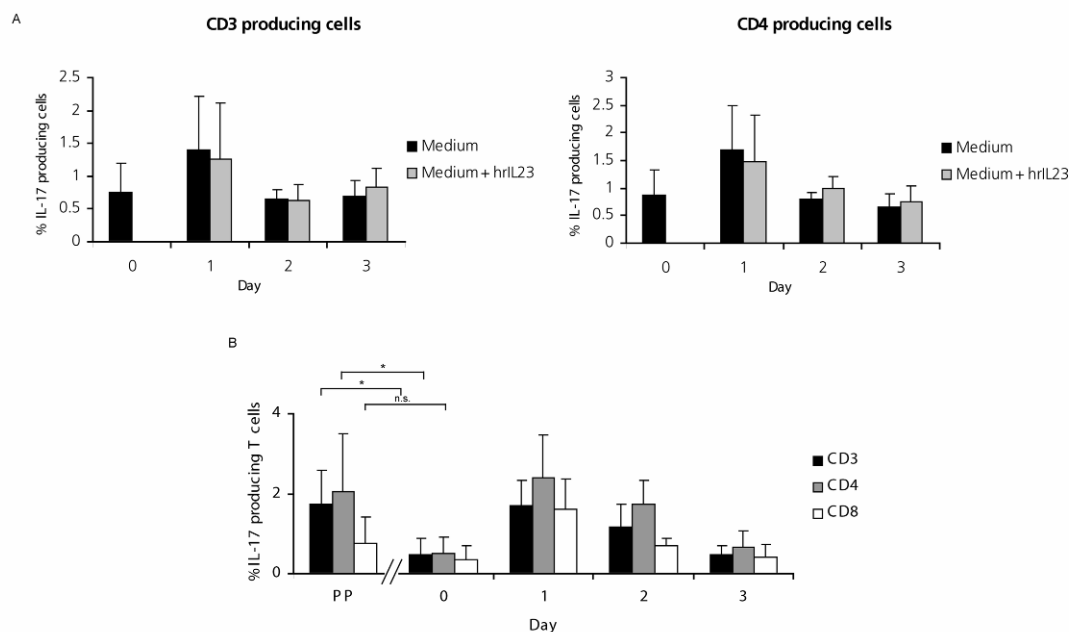 A
CD3 producing cells
CD4 producing cells
% IL-17 producing cells
2.5
2
1.5
1
0.5
0
0
1
2
3
Day
Medium
Medium + hrIL23
% IL-17 producing cells
3
2.5
2
1.5
1
0.5
0
0
1
2
3
Day
Medium
Medium + hrIL23
B
*
*
n.s.
%IL-17 producing T cells
4
2
0
PP
0
1
2
3
Day
CD3
CD4
CD8